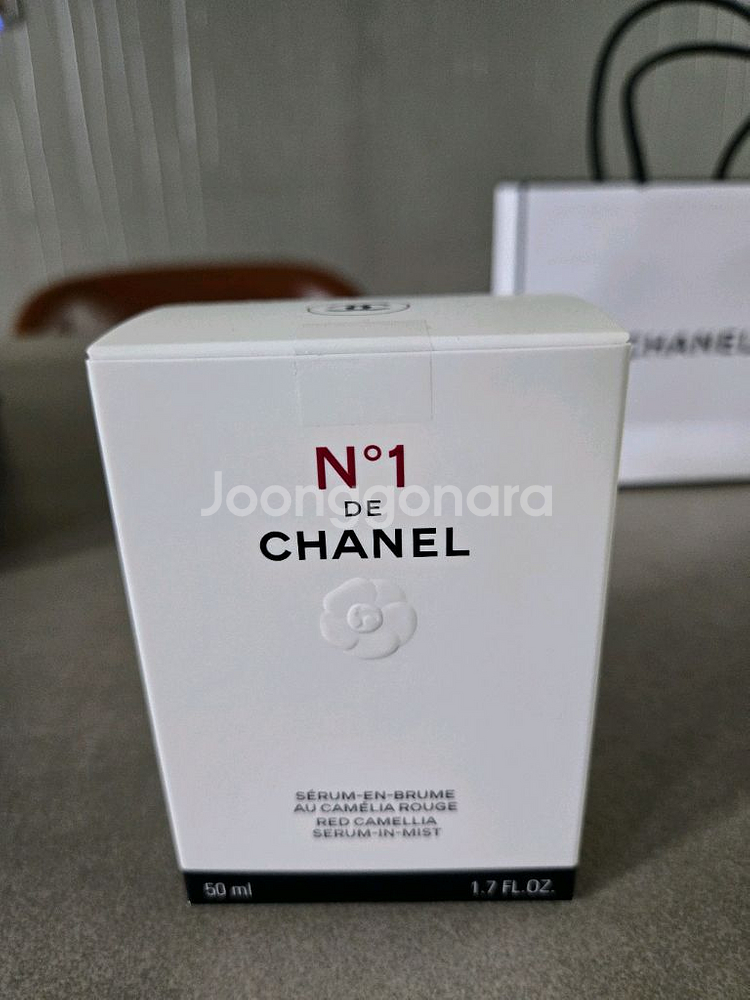 N°1
DE
CHANEL
Joonggonara
SÉRUM-EN-BRUME
AU CAMÉLIA ROUGE
RED CAMELLIA
SERUM-IN-MIST
50 ml
1.7 FL.OZ.
CHANEL